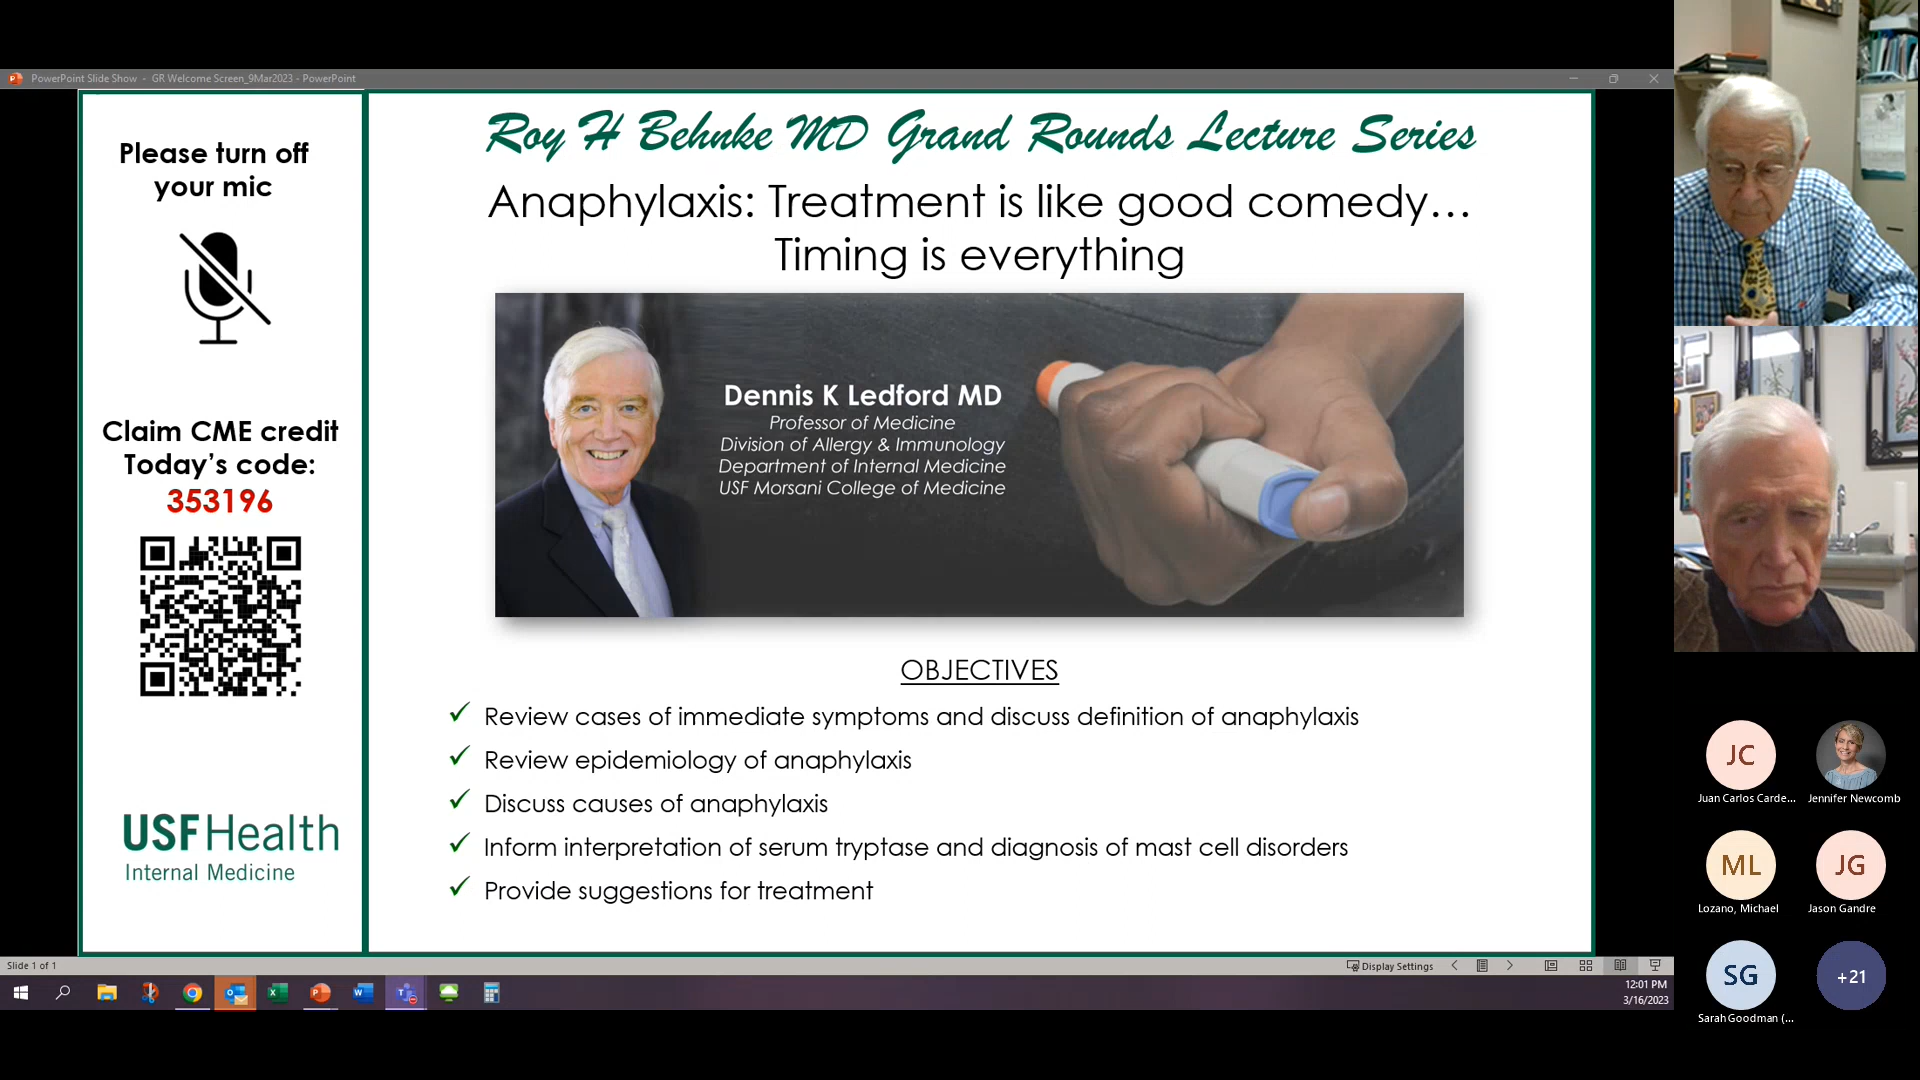 PowerPoint Slide Show - GR Welcome Screen_9Mar2023 - PowerPoint
Please turn off
your mic
Claim CME credit
Today's code:
353196
USFHealth
Internal Medicine
Roy H Behnke MD Grand Rounds Lecture Series
Anaphylaxis: Treatment is like good comedy...
Timing is everything
Dennis K Ledford MD
Professor of Medicine
Division of Allergy & Immunology
Department of Internal Medicine
USF Morsani College of Medicine
OBJECTIVES
✓ Review cases of immediate symptoms and discuss definition of anaphylaxis
✓ Review epidemiology of anaphylaxis
✓ Discuss causes of anaphylaxis
✓ Inform interpretation of serum tryptase and diagnosis of mast cell disorders
✓ Provide suggestions for treatment
Slide 1 of 1
Display Settings
12:01 PM
3/16/2023
JC
Juan Carlos Carde...
Jennifer Newcomb
ML
JG
Lozano, Michael
Jason Gandre
SG
+21
Sarah Goodman (...